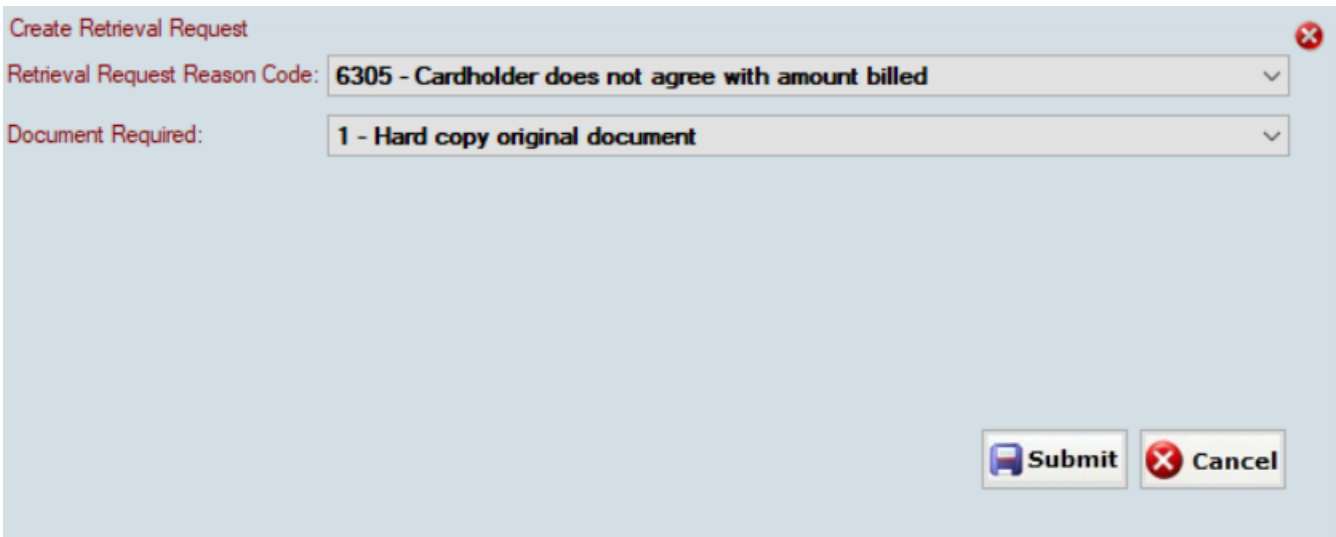 Create Retrieval Request
Retrieval Request Reason Code: 6305 - Cardholder does not agree with amount billed
Document Required: 1 - Hard copy original document
Submit Cancel